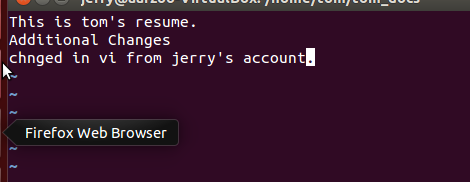 This is tom's resume.
Additional Changes
chnged in vi from jerry's account.
~
~
~
Firefox Web Browser
~
~
~